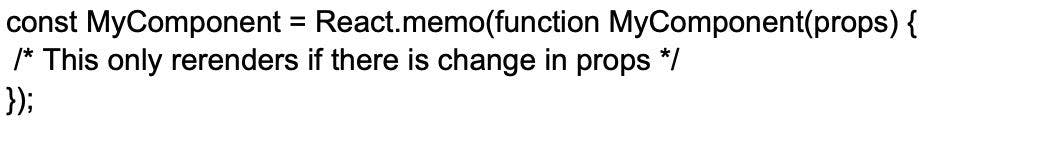 const MyComponent = React.memo(function MyComponent(props) {
/* This only rerenders if there is change in props */
});